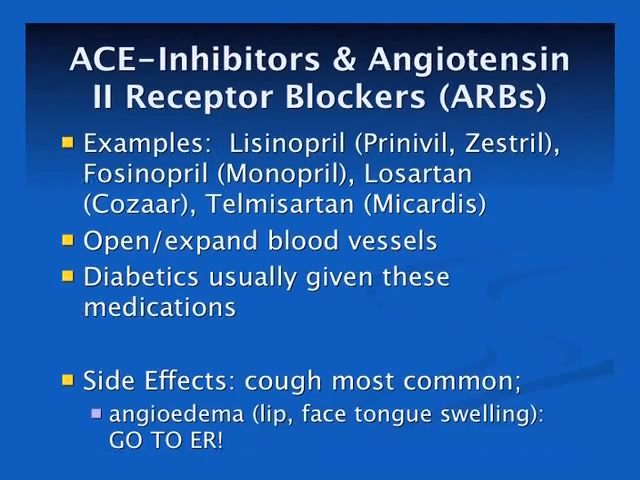 ACE-Inhibitors & Angiotensin
II Receptor Blockers (ARBs)
Examples: Lisinopril (Prinivil, Zestril),
Fosinopril (Monopril), Losartan
(Cozaar), Telmisartan (Micardis)
Open/expand blood vessels
Diabetics usually given these
medications
Side Effects: cough most common;
angioedema (lip, face tongue swelling):
GO TO ER!